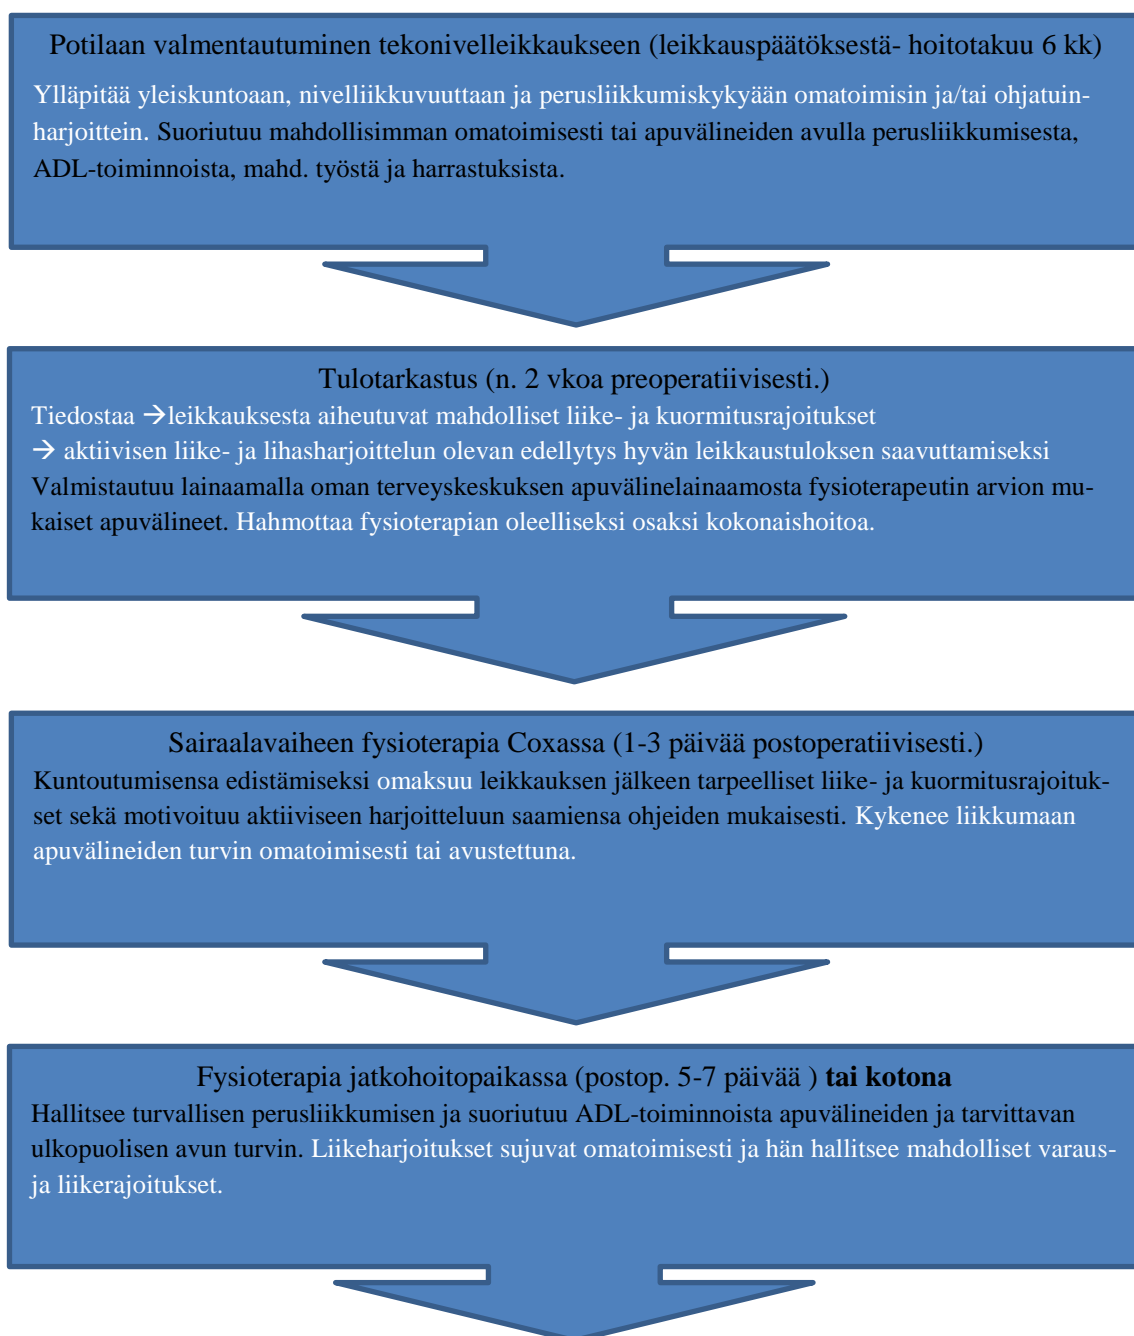 Potilaan valmentautuminen tekonivelleikkaukseen (leikkauspäätöksestä- hoitotakuu 6 kk)
Ylläpitää yleiskuntoaan, nivelliikkuvuuttaan ja perusliikkumiskykyään omatoimisin ja/tai ohjatuin-
harjoittein. Suoriutuu mahdollisimman omatoimisesti tai apuvälineiden avulla perusliikkumisesta,
ADL-toiminnoista, mahd. työstä ja harrastuksista.
Tulotarkastus (n. 2 vkoa preoperatiivisesti.)
Tiedostaa →leikkauksesta aiheutuvat mahdolliset liike- ja kuormitusrajoitukset
→ aktiivisen liike- ja lihasharjoittelun olevan edellytys hyvän leikkaustuloksen saavuttamiseksi
Valmistautuu lainaamalla oman terveyskeskuksen apuvälinelainaamosta fysioterapeutin arvion mu-
kaiset apuvälineet. Hahmottaa fysioterapian oleelliseksi osaksi kokonaishoitoa.
Sairaalavaiheen fysioterapia Coxassa (1-3 päivää postoperatiivisesti.)
Kuntoutumisensa edistämiseksi omaksuu leikkauksen jälkeen tarpeelliset liike- ja kuormitusrajoituk-
set sekä motivoituu aktiiviseen harjoitteluun saamiensa ohjeiden mukaisesti. Kykenee liikkumaan
apuvälineiden turvin omatoimisesti tai avustettuna.
Fysioterapia jatkohoitopaikassa (postop. 5-7 päivää ) tai kotona
Hallitsee turvallisen perusliikkumisen ja suoriutuu ADL-toiminnoista apuvälineiden ja tarvittavan
ulkopuolisen avun turvin. Liikeharjoitukset sujuvat omatoimisesti ja hän hallitsee mahdolliset varaus-
ja liikerajoitukset.